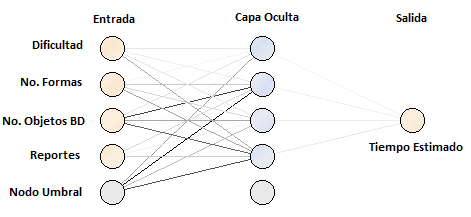 Entrada
Capa Oculta
Salida
Dificultad
No. Formas
No. Objetos BD
Reportes
Nodo Umbral
Tiempo Estimado